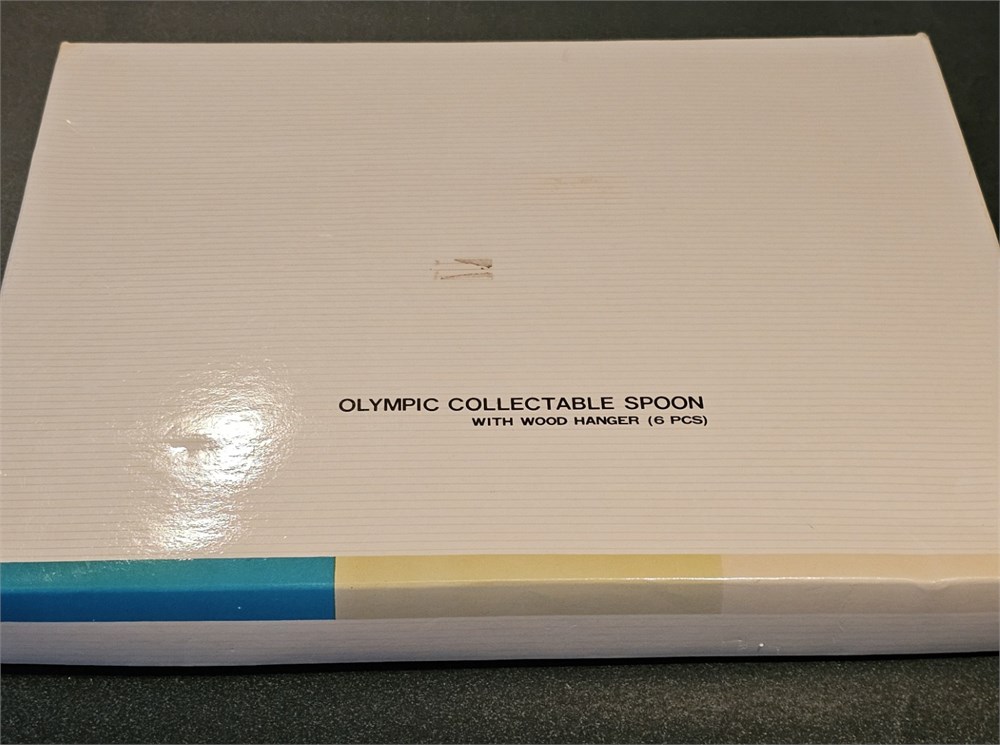 OLYMPIC COLLECTABLE SPOON
WITH WOOD HANGER (6 PCS)